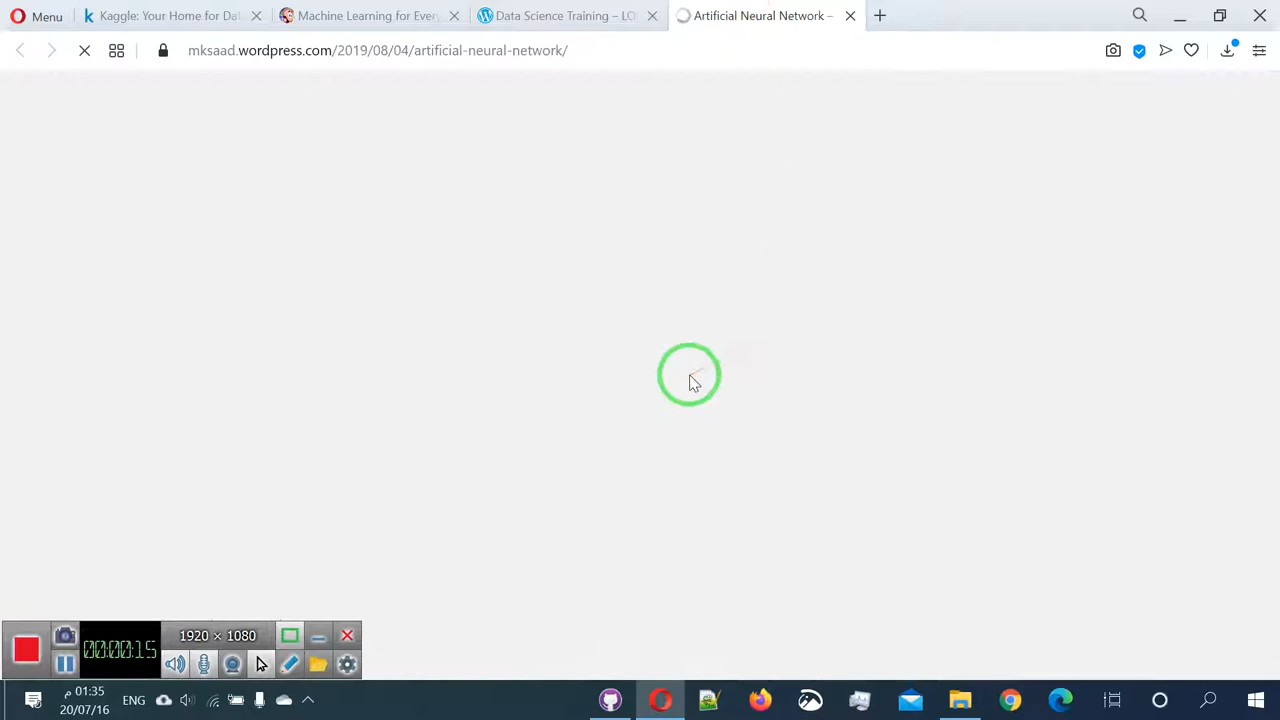 Menu
Kaggle: Your Home for Dat
Machine Learning for Every
Data Science Training – LO
Artificial Neural Network –
mksaad.wordpress.com/2019/08/04/artificial-neural-network/
00:00:15
1920 × 1080
01:35 م
ENG
20/07/16